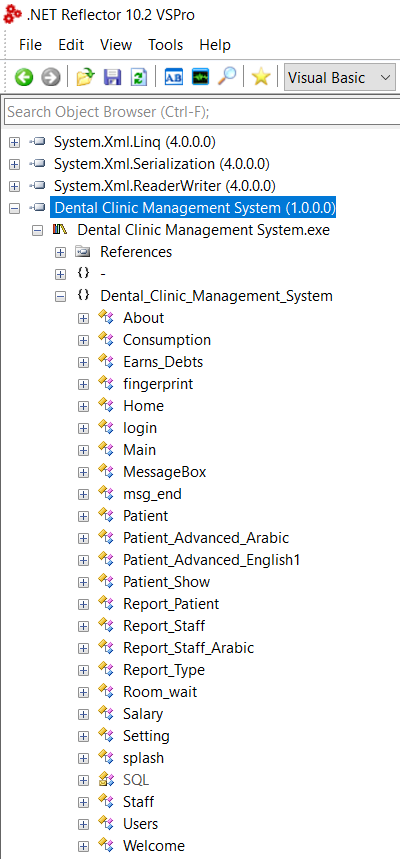 .NET Reflector 10.2 VSPro
File Edit View Tools Help
AB Visual Basic
Search Object Browser (Ctrl-F);
System.Xml.Linq (4.0.0.0)
System.Xml.Serialization (4.0.0.0)
System.Xml.ReaderWriter (4.0.0.0)
Dental Clinic Management System (1.0.0.0)
Dental Clinic Management System.exe
References
{} -
{} Dental_Clinic_Management_System
About
Consumption
Earns_Debts
fingerprint
Home
login
Main
MessageBox
msg_end
Patient
Patient_Advanced_Arabic
Patient_Advanced_English1
Patient_Show
Report_Patient
Report_Staff
Report_Staff_Arabic
Report_Type
Room_wait
Salary
Setting
splash
SQL
Staff
Users
Welcome